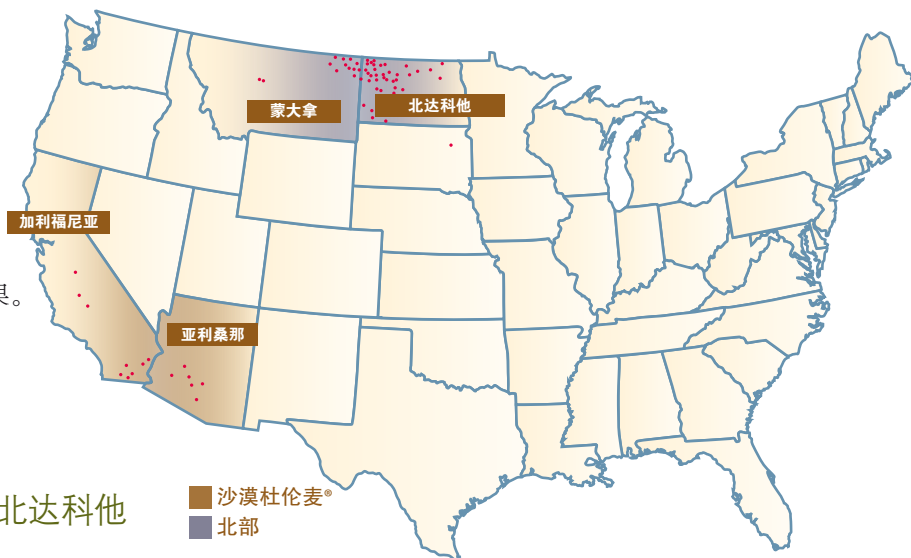 蒙大拿
北达科他
加利福尼亚
果。
亚利桑那
沙漠杜伦麦®
北部
北达科他